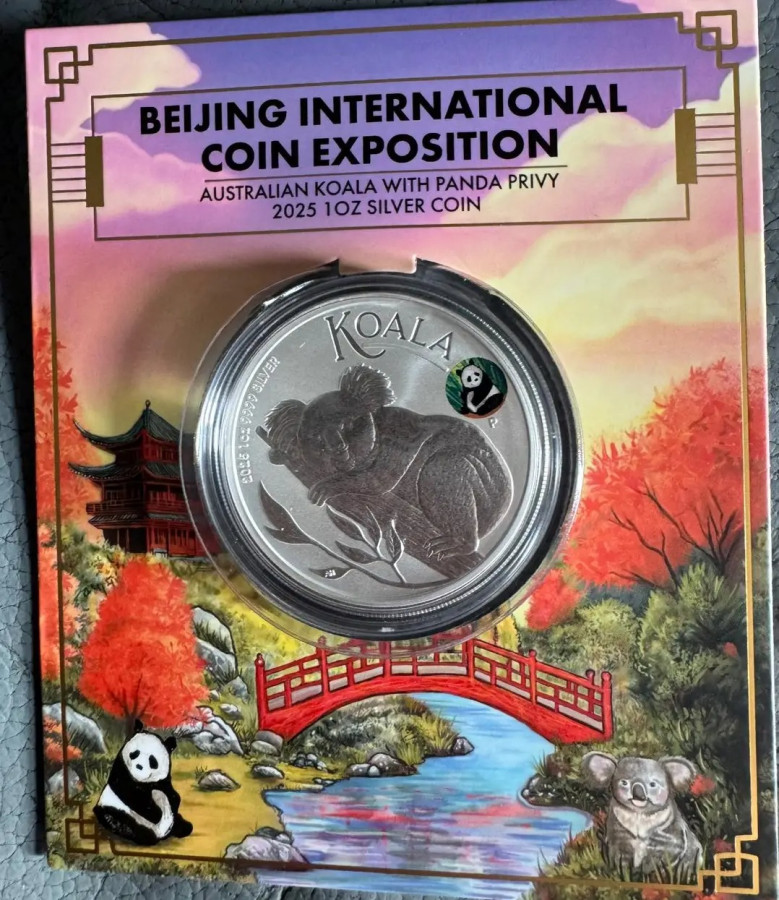 BEIJING INTERNATIONAL
COIN EXPOSITION
AUSTRALIAN KOALA WITH PANDA PRIVY
2025 1OZ SILVER COIN
KOALA
2025 1oz 9999 SILVER
P